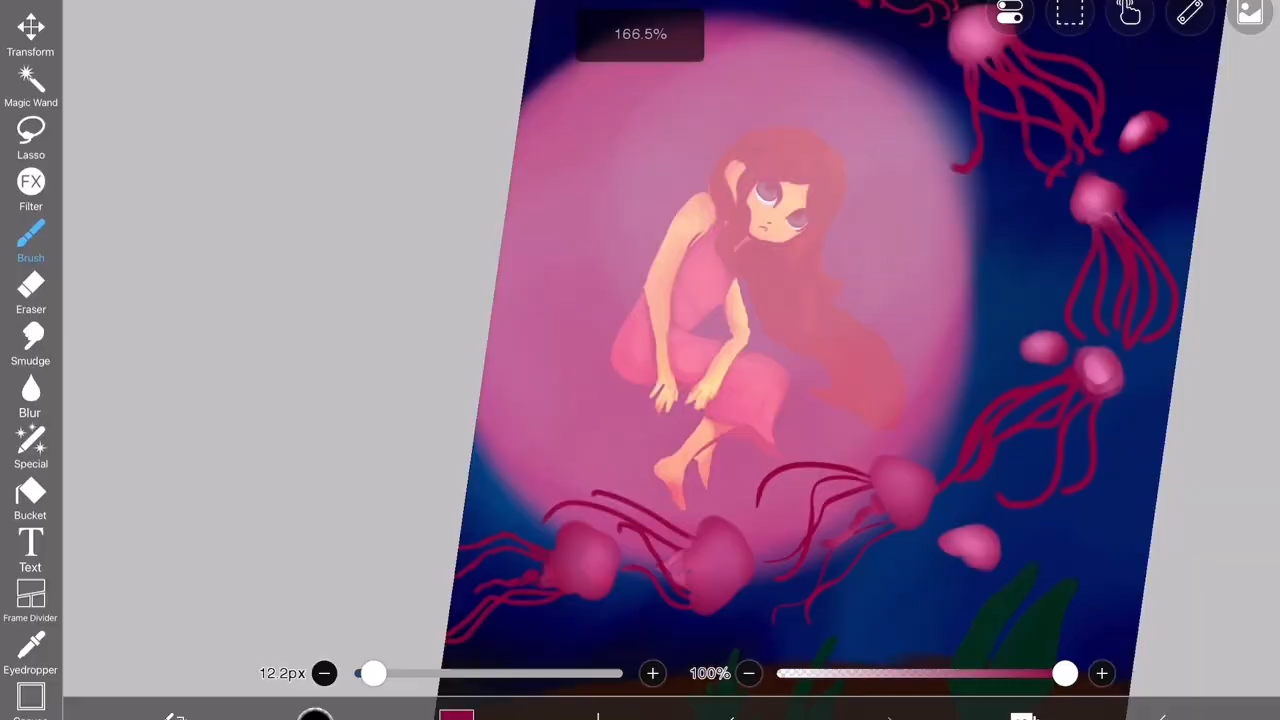 166.5%
Transform
Magic Wand
Lasso
FX
Filter
Brush
Eraser
Smudge
Blur
Special
Bucket
T
Text
Frame Divider
Eyedropper
12.2px
100%